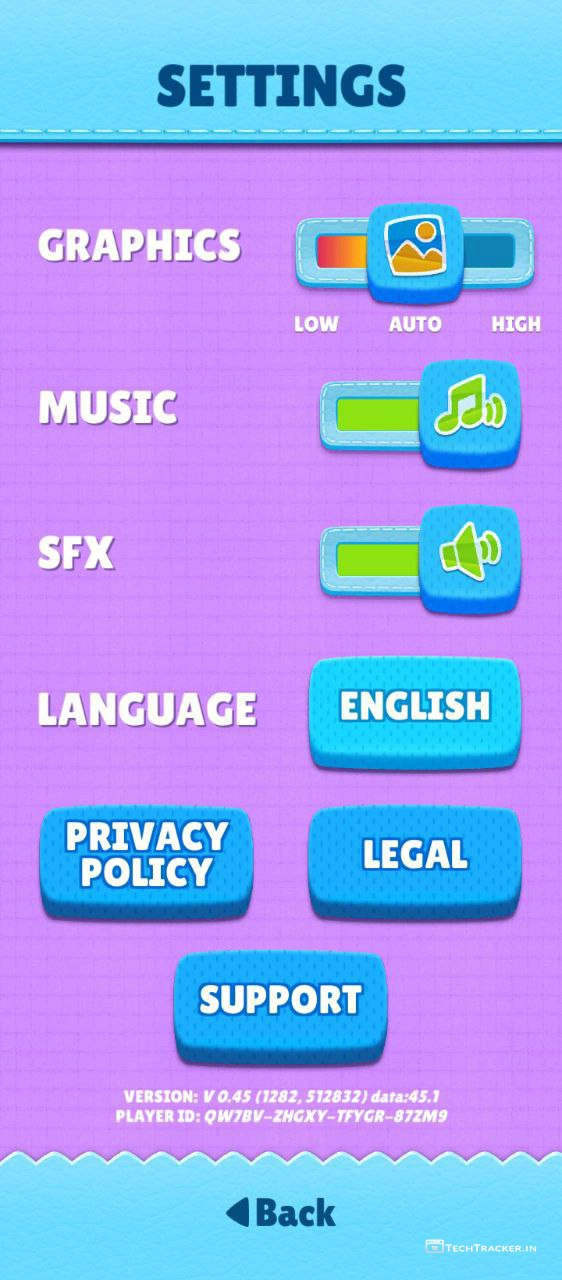 SETTINGS
GRAPHICS
LOW AUTO HIGH
MUSIC
SFX
LANGUAGE ENGLISH
PRIVACY
POLICY
LEGAL
SUPPORT
VERSION: V 0.45 (1282, 512832) data:45.1
PLAYER ID: QW7BV-ZHGXY-TFYGR-87ZM9
Back
TECHTRACKER.IN